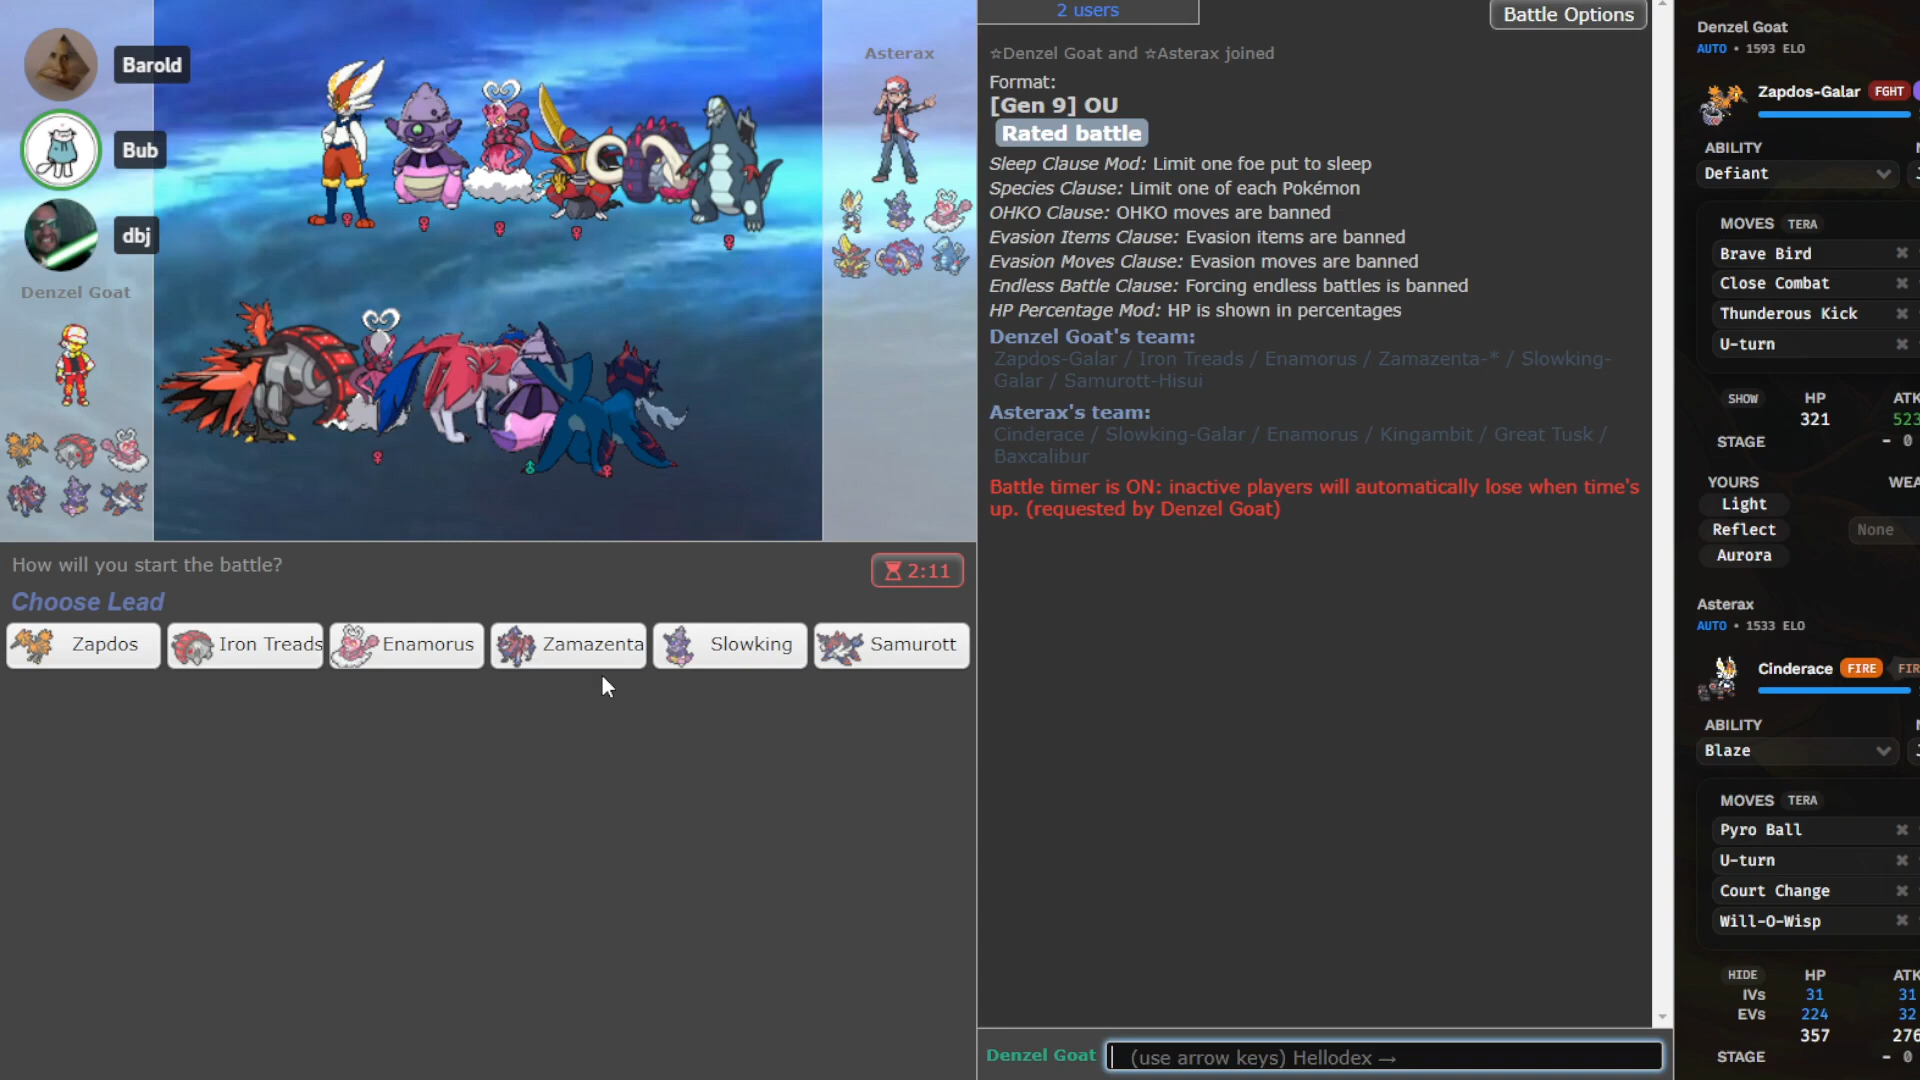 Barold
Bub
dbj
Denzel Goat
Asterax
How will you start the battle?
2:11
Choose Lead
Zapdos
Iron Treads
Enamorus
Zamazenta
Slowking
Samurott
2 users
Battle Options
☆Denzel Goat and ☆Asterax joined
Format:
[Gen 9] OU
Rated battle
Sleep Clause Mod: Limit one foe put to sleep
Species Clause: Limit one of each Pokémon
OHKO Clause: OHKO moves are banned
Evasion Items Clause: Evasion items are banned
Evasion Moves Clause: Evasion moves are banned
Endless Battle Clause: Forcing endless battles is banned
HP Percentage Mod: HP is shown in percentages
Denzel Goat's team:
Zapdos-Galar / Iron Treads / Enamorus / Zamazenta-* / Slowking-
Galar / Samurott-Hisui
Asterax's team:
Cinderace / Slowking-Galar / Enamorus / Kingambit / Great Tusk /
Baxcalibur
Battle timer is ON: inactive players will automatically lose when time's
up. (requested by Denzel Goat)
Denzel Goat
(use arrow keys) Hellodex →
Denzel Goat
AUTO • 1593 ELO
Zapdos-Galar FGHT
ABILITY
Defiant
MOVES TERA
Brave Bird
Close Combat
Thunderous Kick
U-turn
SHOW HP ATK
321 523
STAGE - 0
YOURS WEA
Light
Reflect None
Aurora
Asterax
AUTO • 1533 ELO
Cinderace FIRE FIR
ABILITY
Blaze
MOVES TERA
Pyro Ball
U-turn
Court Change
Will-O-Wisp
HIDE HP ATK
IVs 31 31
EVs 224 32
357 276
STAGE - 0